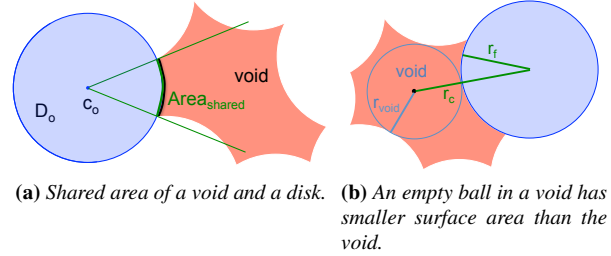 void
D_o
c_o
Area_shared
void
r_f
r_void
r_c
(a) Shared area of a void and a disk.
(b) An empty ball in a void has
smaller surface area than the
void.